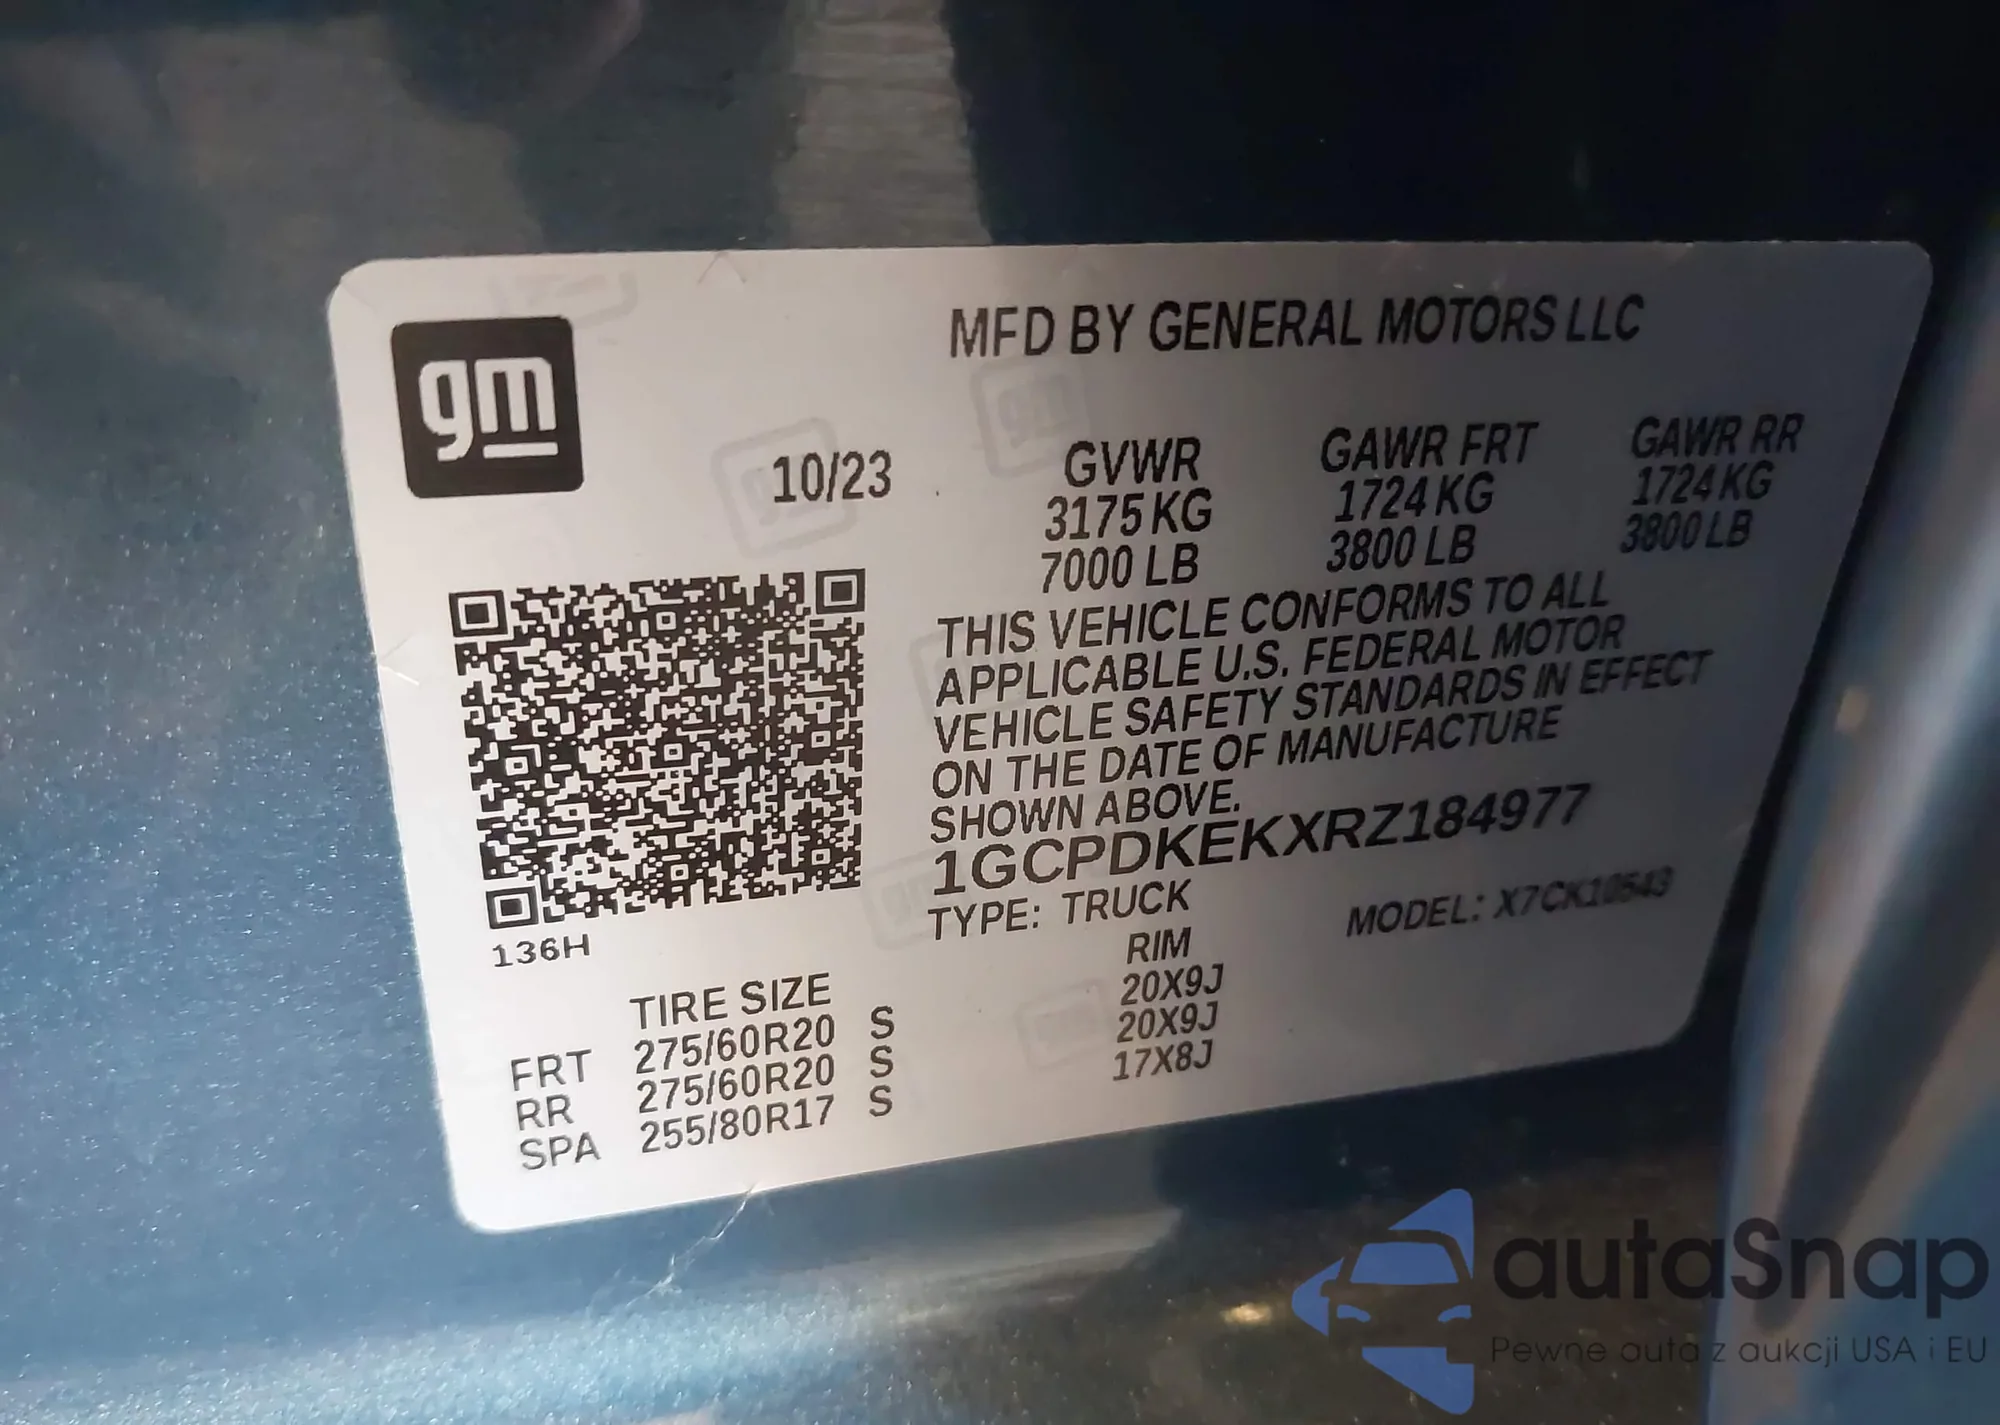 gm
MFD BY GENERAL MOTORS LLC
10/23
GVWR GAWR FRT GAWR RR
3175 KG 1724 KG 1724 KG
7000 LB 3800 LB 3800 LB
THIS VEHICLE CONFORMS TO ALL
APPLICABLE U.S. FEDERAL MOTOR
VEHICLE SAFETY STANDARDS IN EFFECT
ON THE DATE OF MANUFACTURE
SHOWN ABOVE.
1GCPDKEKXRZ184977
TYPE: TRUCK MODEL: X7CK10543
136H
TIRE SIZE RIM
FRT 275/60R20 S 20X9J
RR 275/60R20 S 20X9J
SPA 255/80R17 S 17X8J
autaSnap
Pewne auta z aukcji USA i EU